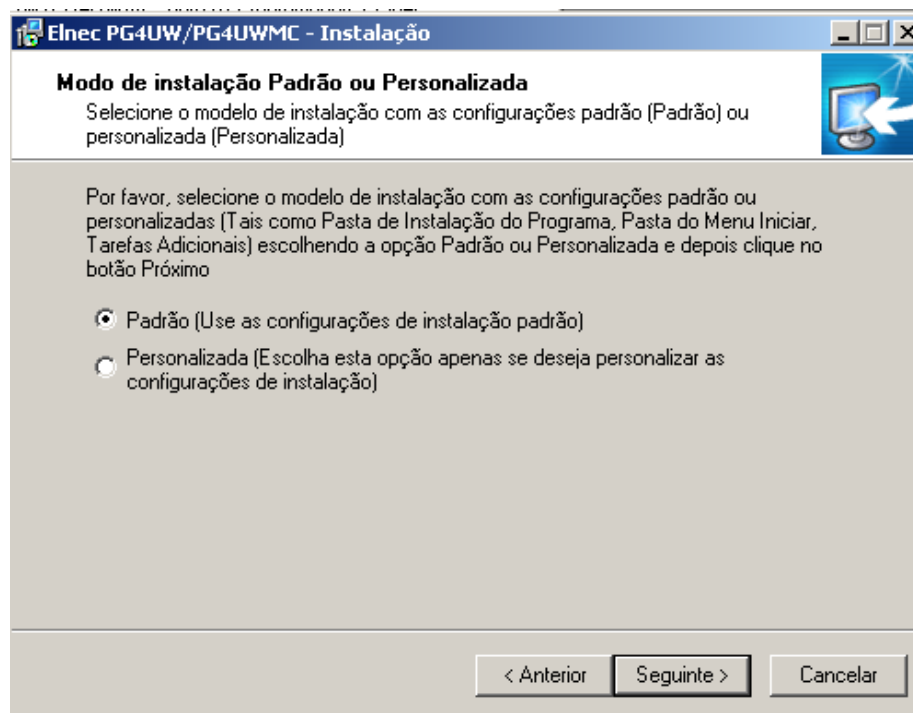 Elnec PG4UW/PG4UWMC - Instalação
Modo de instalação Padrão ou Personalizada
Selecione o modelo de instalação com as configurações padrão (Padrão) ou
personalizada (Personalizada)
Por favor, selecione o modelo de instalação com as configurações padrão ou
personalizadas (Tais como Pasta de Instalação do Programa, Pasta do Menu Iniciar,
Tarefas Adicionais) escolhendo a opção Padrão ou Personalizada e depois clique no
botão Próximo
Padrão (Use as configurações de instalação padrão)
Personalizada (Escolha esta opção apenas se deseja personalizar as
configurações de instalação)
< Anterior
Seguinte >
Cancelar